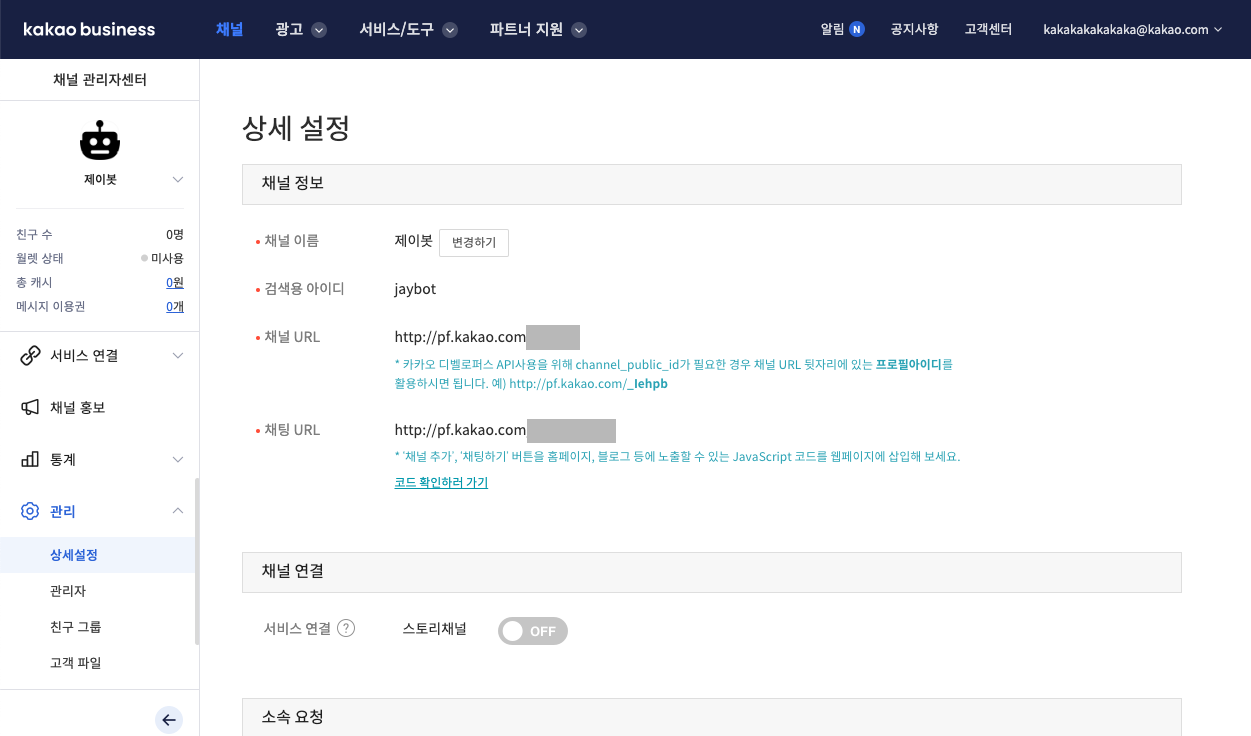 kakao business 채널 광고 서비스/도구 파트너 지원 알림 N 공지사항 고객센터 kakakakakakaka@kakao.com
채널 관리자센터
제이봇
친구 수 0명
월렛 상태 미사용
총 캐시 0원
메시지 이용권 0개
서비스 연결
채널 홍보
통계
관리
상세설정
관리자
친구 그룹
고객 파일
상세 설정
채널 정보
• 채널 이름 제이봇 변경하기
• 검색용 아이디 jaybot
• 채널 URL http://pf.kakao.com
* 카카오 디벨로퍼스 API사용을 위해 channel_public_id가 필요한 경우 채널 URL 뒷자리에 있는 프로필아이디를
활용하시면 됩니다. 예) http://pf.kakao.com/_lehpb
• 채팅 URL http://pf.kakao.com
* '채널 추가', '채팅하기' 버튼을 홈페이지, 블로그 등에 노출할 수 있는 JavaScript 코드를 웹페이지에 삽입해 보세요.
코드 확인하러 가기
채널 연결
서비스 연결 ? 스토리채널 OFF
소속 요청